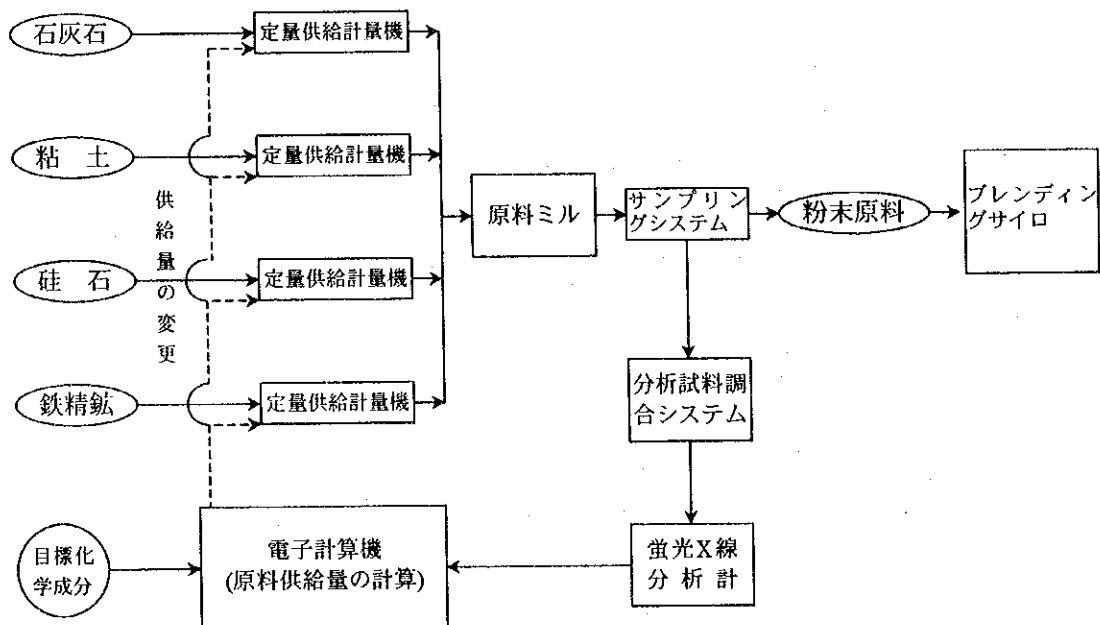 石灰石
定量供給計量機
粘 土
定量供給計量機
供給量の変更
原料ミル
サンプリン
グシステム
粉末原料
ブレンディン
グサイロ
硅 石
定量供給計量機
鉄精鉱
定量供給計量機
分析試料調
合システム
目標化
学成分
電子計算機
(原料供給量の計算)
蛍光X線
分 析 計